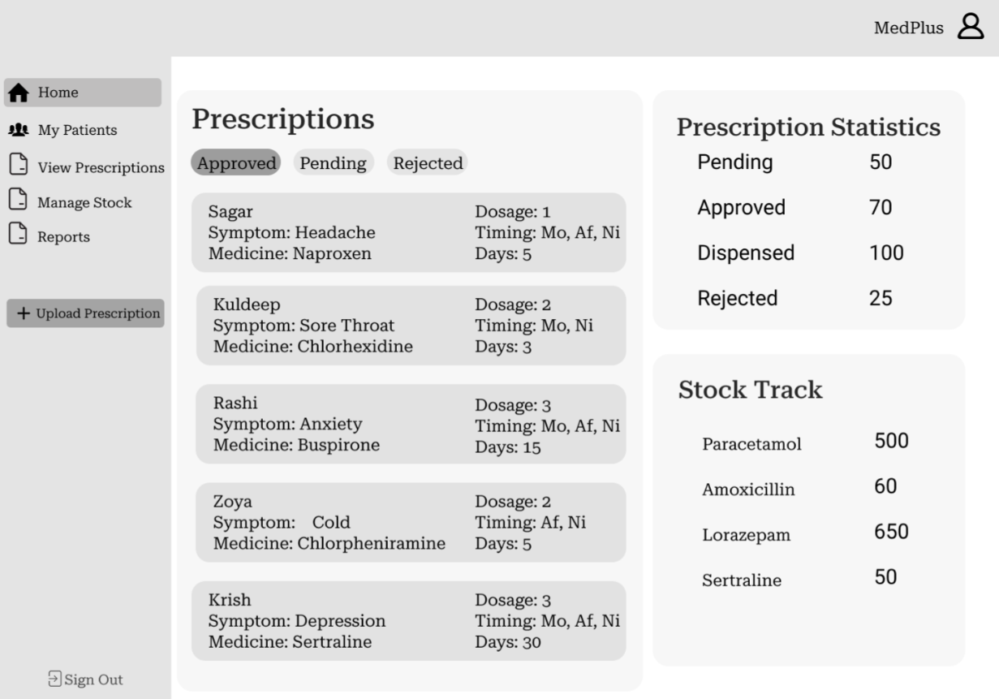 MedPlus
Home
My Patients
View Prescriptions
Manage Stock
Reports
+ Upload Prescription
Sign Out
Prescriptions
Approved Pending Rejected
Sagar
Symptom: Headache
Medicine: Naproxen
Dosage: 1
Timing: Mo, Af, Ni
Days: 5
Kuldeep
Symptom: Sore Throat
Medicine: Chlorhexidine
Dosage: 2
Timing: Mo, Ni
Days: 3
Rashi
Symptom: Anxiety
Medicine: Buspirone
Dosage: 3
Timing: Mo, Af, Ni
Days: 15
Zoya
Symptom: Cold
Medicine: Chlorpheniramine
Dosage: 2
Timing: Af, Ni
Days: 5
Krish
Symptom: Depression
Medicine: Sertraline
Dosage: 3
Timing: Mo, Af, Ni
Days: 30
Prescription Statistics
Pending 50
Approved 70
Dispensed 100
Rejected 25
Stock Track
Paracetamol 500
Amoxicillin 60
Lorazepam 650
Sertraline 50